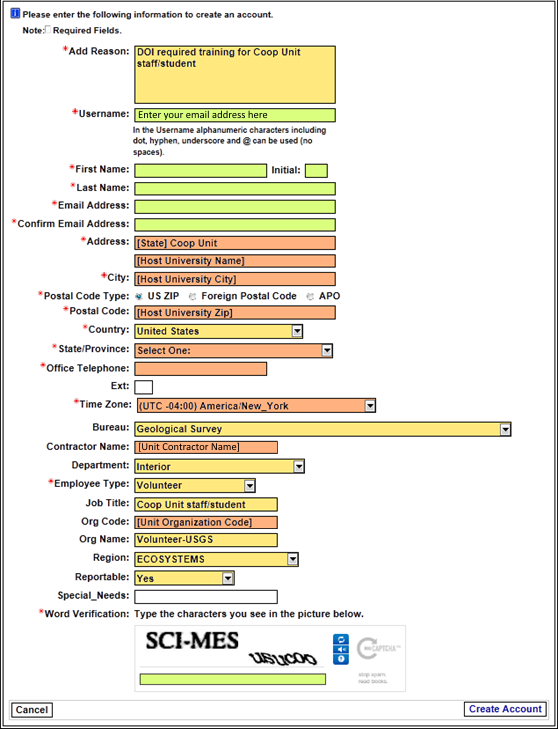 Please enter the following information to create an account.
Note: Required Fields.
*Add Reason: DOI required training for Coop Unit
staff/student
*Username: Enter your email address here
In the Username alphanumeric characters including
dot, hyphen, underscore and @ can be used (no
spaces).
*First Name: Initial:
*Last Name:
*Email Address:
*Confirm Email Address:
*Address: [State] Coop Unit
[Host University Name]
*City: [Host University City]
*Postal Code Type: US ZIP Foreign Postal Code APO
*Postal Code: [Host University Zip]
*Country: United States
*State/Province: Select One:
*Office Telephone:
Ext:
*Time Zone: (UTC -04:00) America/New_York
Bureau: Geological Survey
Contractor Name: [Unit Contractor Name]
Department: Interior
*Employee Type: Volunteer
Job Title: Coop Unit staff/student
Org Code: [Unit Organization Code]
Org Name: Volunteer-USGS
Region: ECOSYSTEMS
Reportable: Yes
Special_Needs:
*Word Verification: Type the characters you see in the picture below.
SCI-MES
stop spam.
read books.
Cancel Create Account